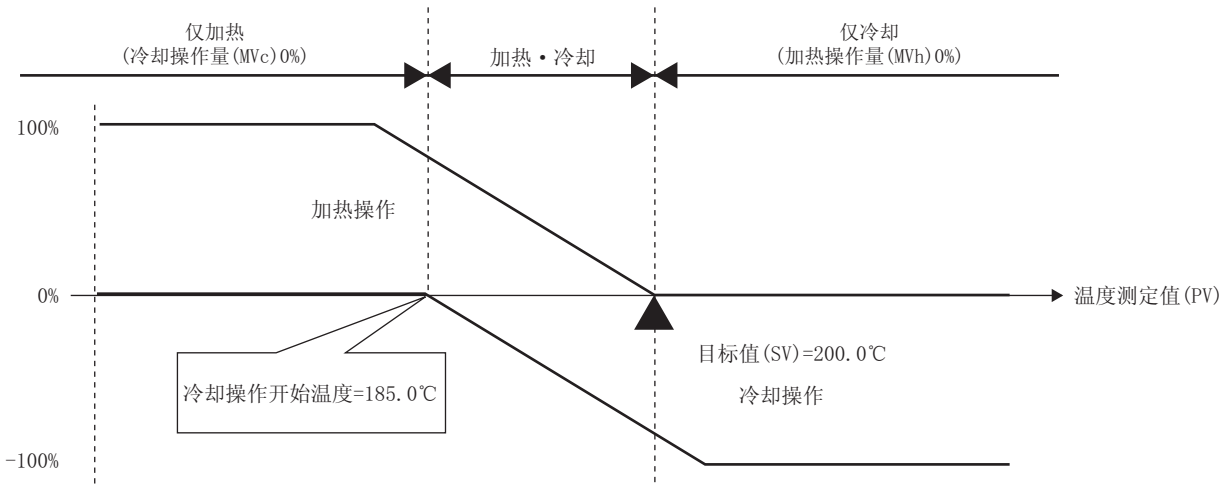 仅加热
(冷却操作量(MVc)0%)
加热・冷却
仅冷却
(加热操作量(MVh)0%)
100%
加热操作
0%
温度测定值(PV)
目标值(SV)=200.0℃
冷却操作开始温度=185.0℃
冷却操作
-100%